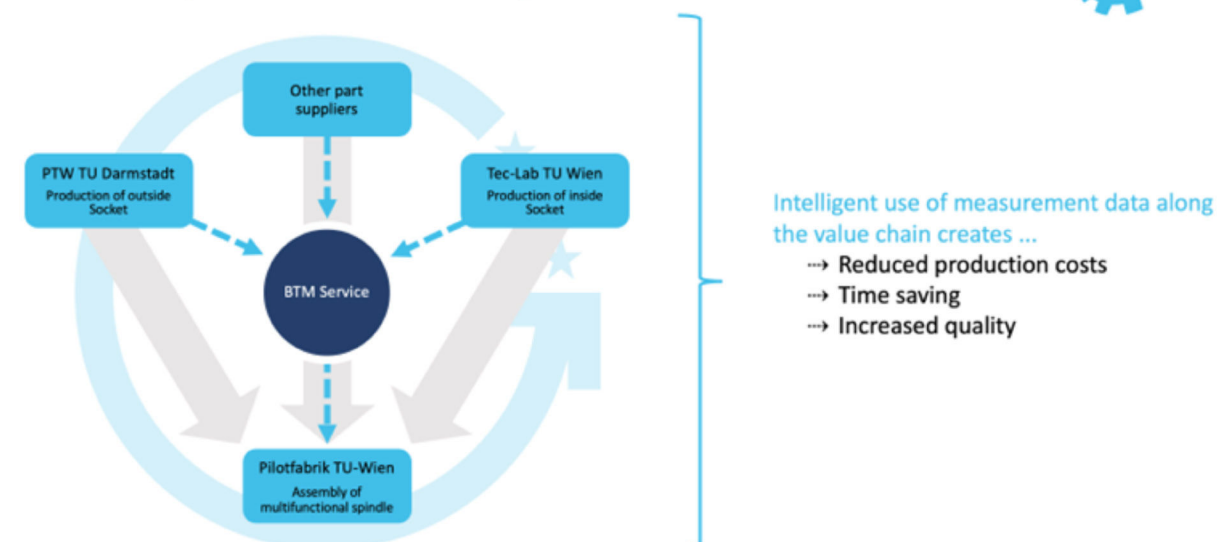 Other part
suppliers
PTW TU Darmstadt
Production of outside
Socket
Tec-Lab TU Wien
Production of inside
Socket
BTM Service
Pilotfabrik TU-Wien
Assembly of
multifunctional spindle
Intelligent use of measurement data along
the value chain creates ...
⤏ Reduced production costs
⤏ Time saving
⤏ Increased quality